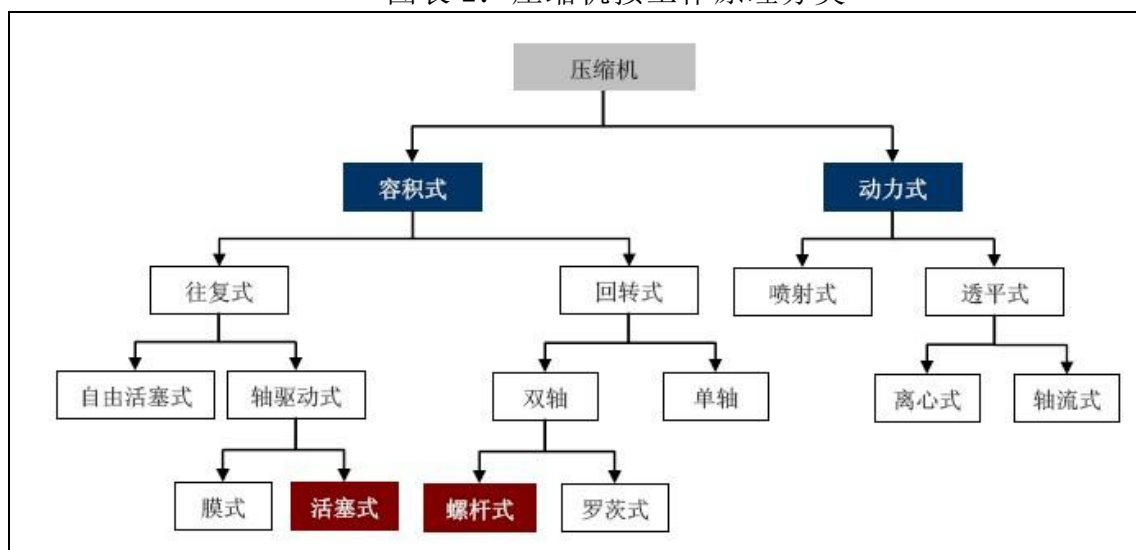 压缩机
容积式
动力式
往复式
回转式
喷射式
透平式
自由活塞式
轴驱动式
双轴
单轴
离心式
轴流式
膜式
活塞式
螺杆式
罗茨式